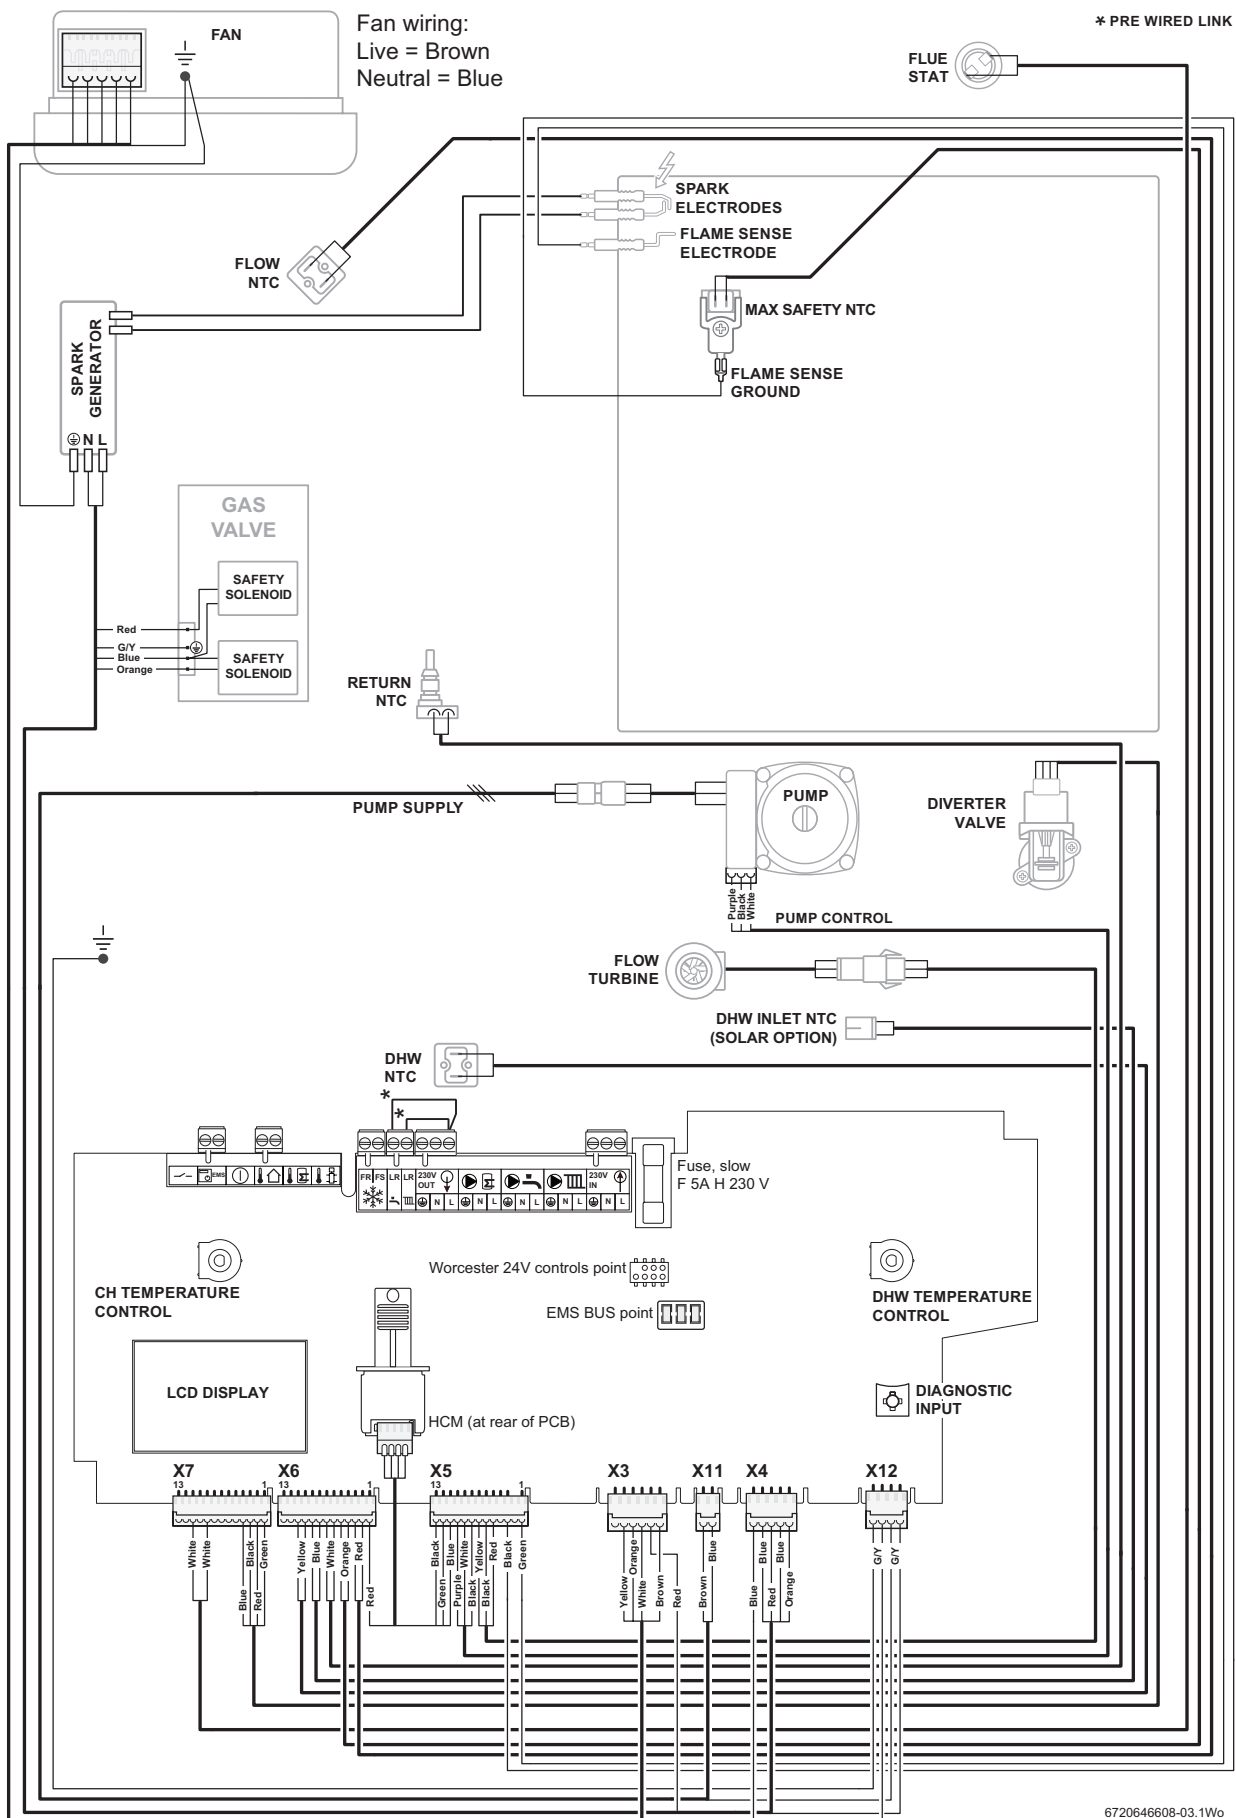 FAN
Fan wiring:
Live = Brown
Neutral = Blue
* PRE WIRED LINK
FLUE
STAT
SPARK
ELECTRODES
FLAME SENSE
ELECTRODE
FLOW
NTC
MAX SAFETY NTC
SPARK
GENERATOR
FLAME SENSE
GROUND
N L
GAS
VALVE
SAFETY
SOLENOID
Red
G/Y
Blue
Orange
SAFETY
SOLENOID
RETURN
NTC
PUMP SUPPLY
PUMP
DIVERTER
VALVE
Purple
Black
White
PUMP CONTROL
FLOW
TURBINE
DHW INLET NTC
(SOLAR OPTION)
DHW
NTC
*
*
EMS
FR FS LR LR 230V OUT 230V IN
N L N L N L N L N L
Fuse, slow
F 5A H 230 V
Worcester 24V controls point
EMS BUS point
CH TEMPERATURE
CONTROL
DHW TEMPERATURE
CONTROL
LCD DISPLAY
HCM (at rear of PCB)
DIAGNOSTIC
INPUT
X7 X6 X5 X3 X11 X4 X12
13 1 13 1 13 1
White
White
Blue
Black
Red
Green
Yellow
Blue
White
Orange
Red
Red
Black
Green
Blue
Purple
White
Black
Yellow
Black
Red
Black
Green
Yellow
Orange
White
Brown
Red
Brown
Blue
Blue
Blue
Red
Blue
Orange
G/Y
G/Y
6720646608-03.1Wo